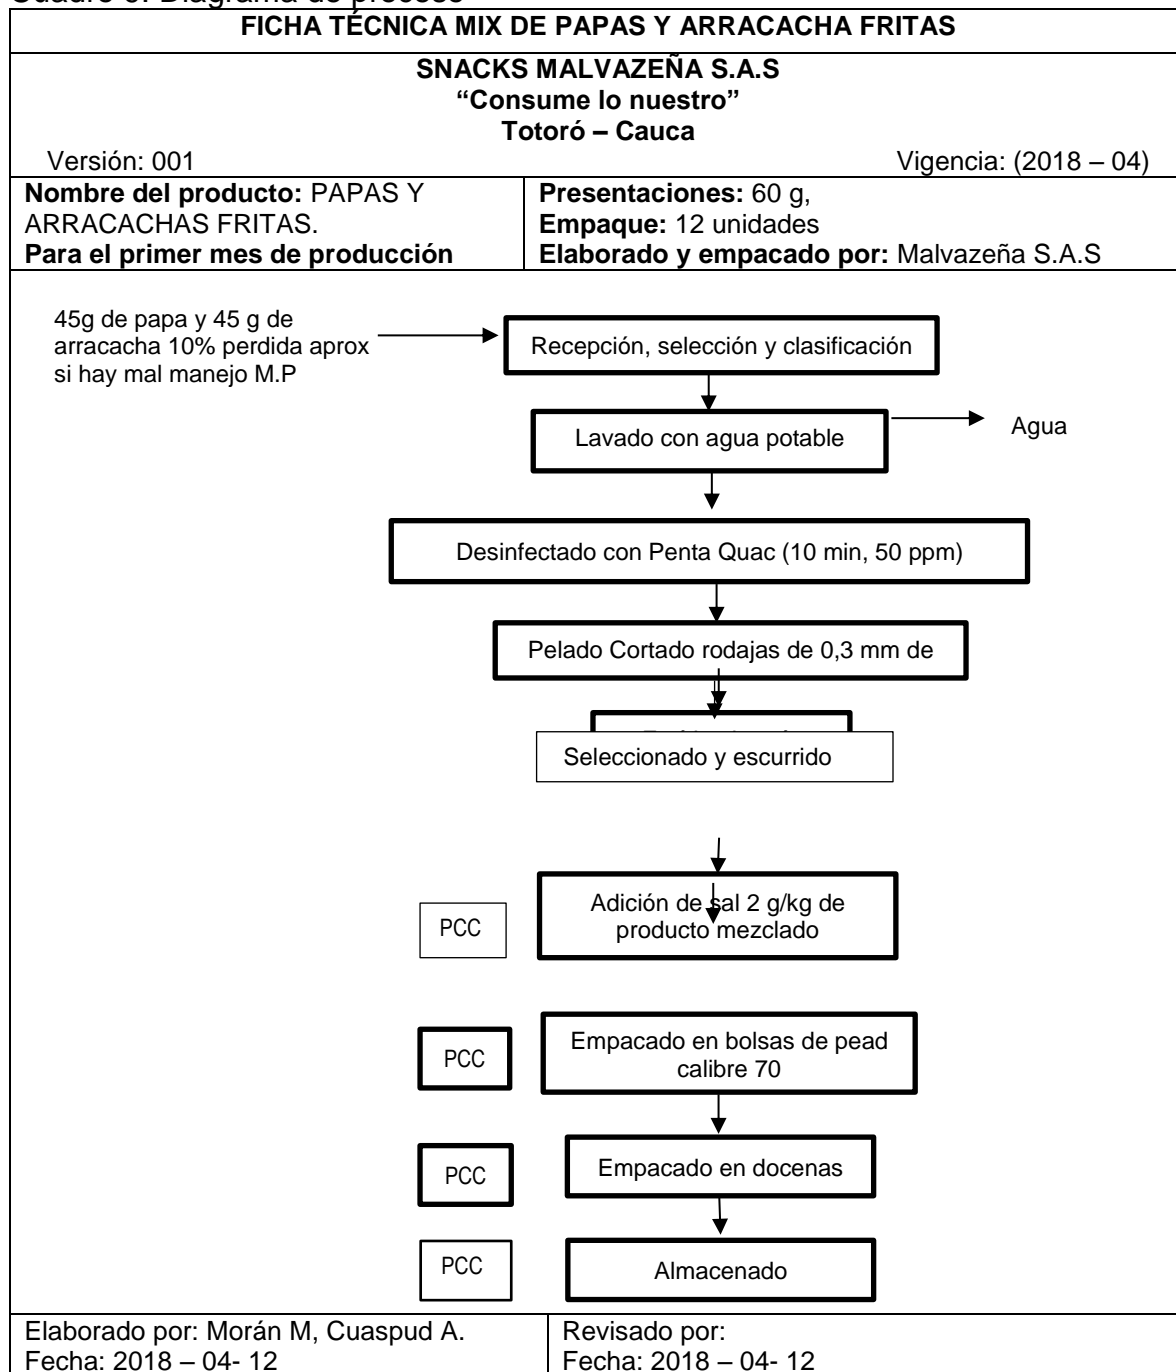 FICHA TÉCNICA MIX DE PAPAS Y ARRACACHA FRITAS
SNACKS MALVAZEÑA S.A.S
“Consume lo nuestro”
Totoró – Cauca
Versión: 001
Vigencia: (2018 – 04)
Nombre del producto: PAPAS Y
ARRACACHAS FRITAS.
Para el primer mes de producción
Presentaciones: 60 g,
Empaque: 12 unidades
Elaborado y empacado por: Malvazeña S.A.S
45g de papa y 45 g de
arracacha 10% perdida aprox
si hay mal manejo M.P
Recepción, selección y clasificación
Lavado con agua potable
Agua
Desinfectado con Penta Quac (10 min, 50 ppm)
Pelado Cortado rodajas de 0,3 mm de
Seleccionado y escurrido
PCC
Adición de sal 2 g/kg de
producto mezclado
PCC
Empacado en bolsas de pead
calibre 70
PCC
Empacado en docenas
PCC
Almacenado
Elaborado por: Morán M, Cuaspud A.
Fecha: 2018 – 04- 12
Revisado por:
Fecha: 2018 – 04- 12